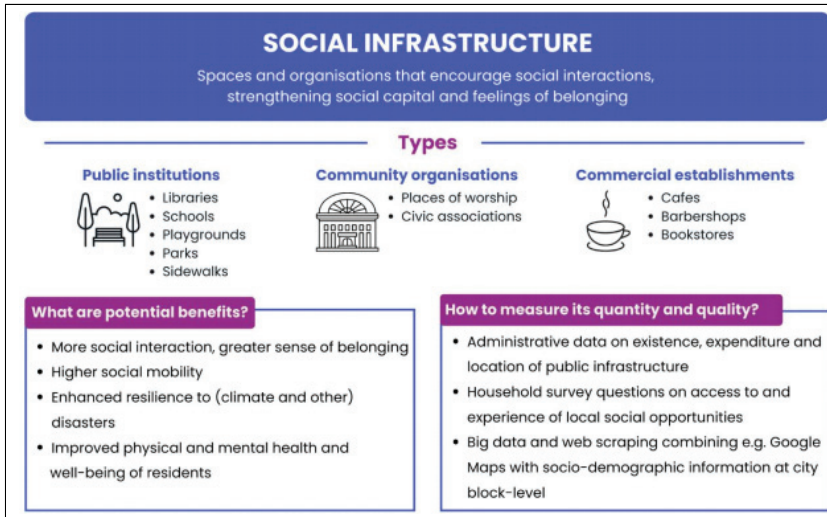 SOCIAL INFRASTRUCTURE
Spaces and organisations that encourage social interactions,
strengthening social capital and feelings of belonging
Types
Public institutions
• Libraries
• Schools
• Playgrounds
• Parks
• Sidewalks
Community organisations
• Places of worship
• Civic associations
Commercial establishments
• Cafes
• Barbershops
• Bookstores
What are potential benefits?
• More social interaction, greater sense of belonging
• Higher social mobility
• Enhanced resilience to (climate and other)
disasters
• Improved physical and mental health and
well-being of residents
How to measure its quantity and quality?
• Administrative data on existence, expenditure and
location of public infrastructure
• Household survey questions on access to and
experience of local social opportunities
• Big data and web scraping combining e.g. Google
Maps with socio-demographic information at city
block-level